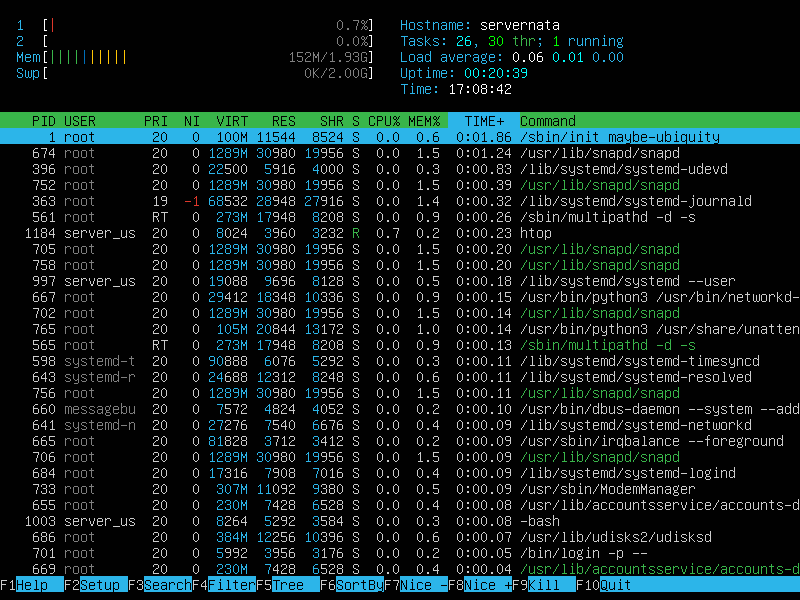 1 [| 0.7%] Hostname: servernata
2 [ 0.0%] Tasks: 26, 30 thr; 1 running
Mem[|||||||||||| 152M/1.93G] Load average: 0.06 0.01 0.00
Swp[ 0K/2.00G] Uptime: 00:20:39
Time: 17:08:42
PID USER PRI NI VIRT RES SHR S CPU% MEM% TIME+ Command
1 root 20 0 100M 11544 8524 S 0.0 0.6 0:01.86 /sbin/init maybe-ubiquity
674 root 20 0 1289M 30980 19956 S 0.0 1.5 0:01.24 /usr/lib/snapd/snapd
396 root 20 0 22500 5916 4000 S 0.0 0.3 0:00.83 /lib/systemd/systemd-udevd
752 root 20 0 1289M 30980 19956 S 0.0 1.5 0:00.39 /usr/lib/snapd/snapd
363 root 19 -1 68532 28948 27916 S 0.0 1.4 0:00.32 /lib/systemd/systemd-journald
561 root RT 0 273M 17948 8208 S 0.0 0.9 0:00.26 /sbin/multipathd -d -s
1184 server_us 20 0 8024 3960 3232 R 0.7 0.2 0:00.23 htop
705 root 20 0 1289M 30980 19956 S 0.0 1.5 0:00.20 /usr/lib/snapd/snapd
758 root 20 0 1289M 30980 19956 S 0.0 1.5 0:00.20 /usr/lib/snapd/snapd
997 server_us 20 0 19088 9696 8128 S 0.0 0.5 0:00.18 /lib/systemd/systemd --user
667 root 20 0 29412 18348 10336 S 0.0 0.9 0:00.15 /usr/bin/python3 /usr/bin/networkd-
702 root 20 0 1289M 30980 19956 S 0.0 1.5 0:00.14 /usr/lib/snapd/snapd
765 root 20 0 105M 20844 13172 S 0.0 1.0 0:00.14 /usr/bin/python3 /usr/share/unatten
565 root RT 0 273M 17948 8208 S 0.0 0.9 0:00.13 /sbin/multipathd -d -s
598 systemd-t 20 0 90888 6076 5292 S 0.0 0.3 0:00.11 /lib/systemd/systemd-timesyncd
643 systemd-r 20 0 24688 12312 8248 S 0.0 0.6 0:00.11 /lib/systemd/systemd-resolved
756 root 20 0 1289M 30980 19956 S 0.0 1.5 0:00.11 /usr/lib/snapd/snapd
660 messagebu 20 0 7572 4824 4052 S 0.0 0.2 0:00.10 /usr/bin/dbus-daemon --system --add
641 systemd-n 20 0 27276 7540 6676 S 0.0 0.4 0:00.09 /lib/systemd/systemd-networkd
665 root 20 0 81828 3712 3412 S 0.0 0.2 0:00.09 /usr/sbin/irqbalance --foreground
706 root 20 0 1289M 30980 19956 S 0.0 1.5 0:00.09 /usr/lib/snapd/snapd
684 root 20 0 17316 7908 7016 S 0.0 0.4 0:00.09 /lib/systemd/systemd-logind
733 root 20 0 307M 11092 9380 S 0.0 0.5 0:00.09 /usr/sbin/ModemManager
655 root 20 0 230M 7428 6528 S 0.0 0.4 0:00.08 /usr/lib/accountsservice/accounts-d
1003 server_us 20 0 8264 5292 3584 S 0.0 0.3 0:00.08 -bash
686 root 20 0 384M 12256 10396 S 0.0 0.6 0:00.07 /usr/lib/udisks2/udisksd
701 root 20 0 5992 3956 3176 S 0.0 0.2 0:00.05 /bin/login -p --
669 root 20 0 230M 7428 6528 S 0.0 0.4 0:00.04 /usr/lib/accountsservice/accounts-d
F1Help F2Setup F3SearchF4FilterF5Tree F6SortByF7Nice -F8Nice +F9Kill F10Quit